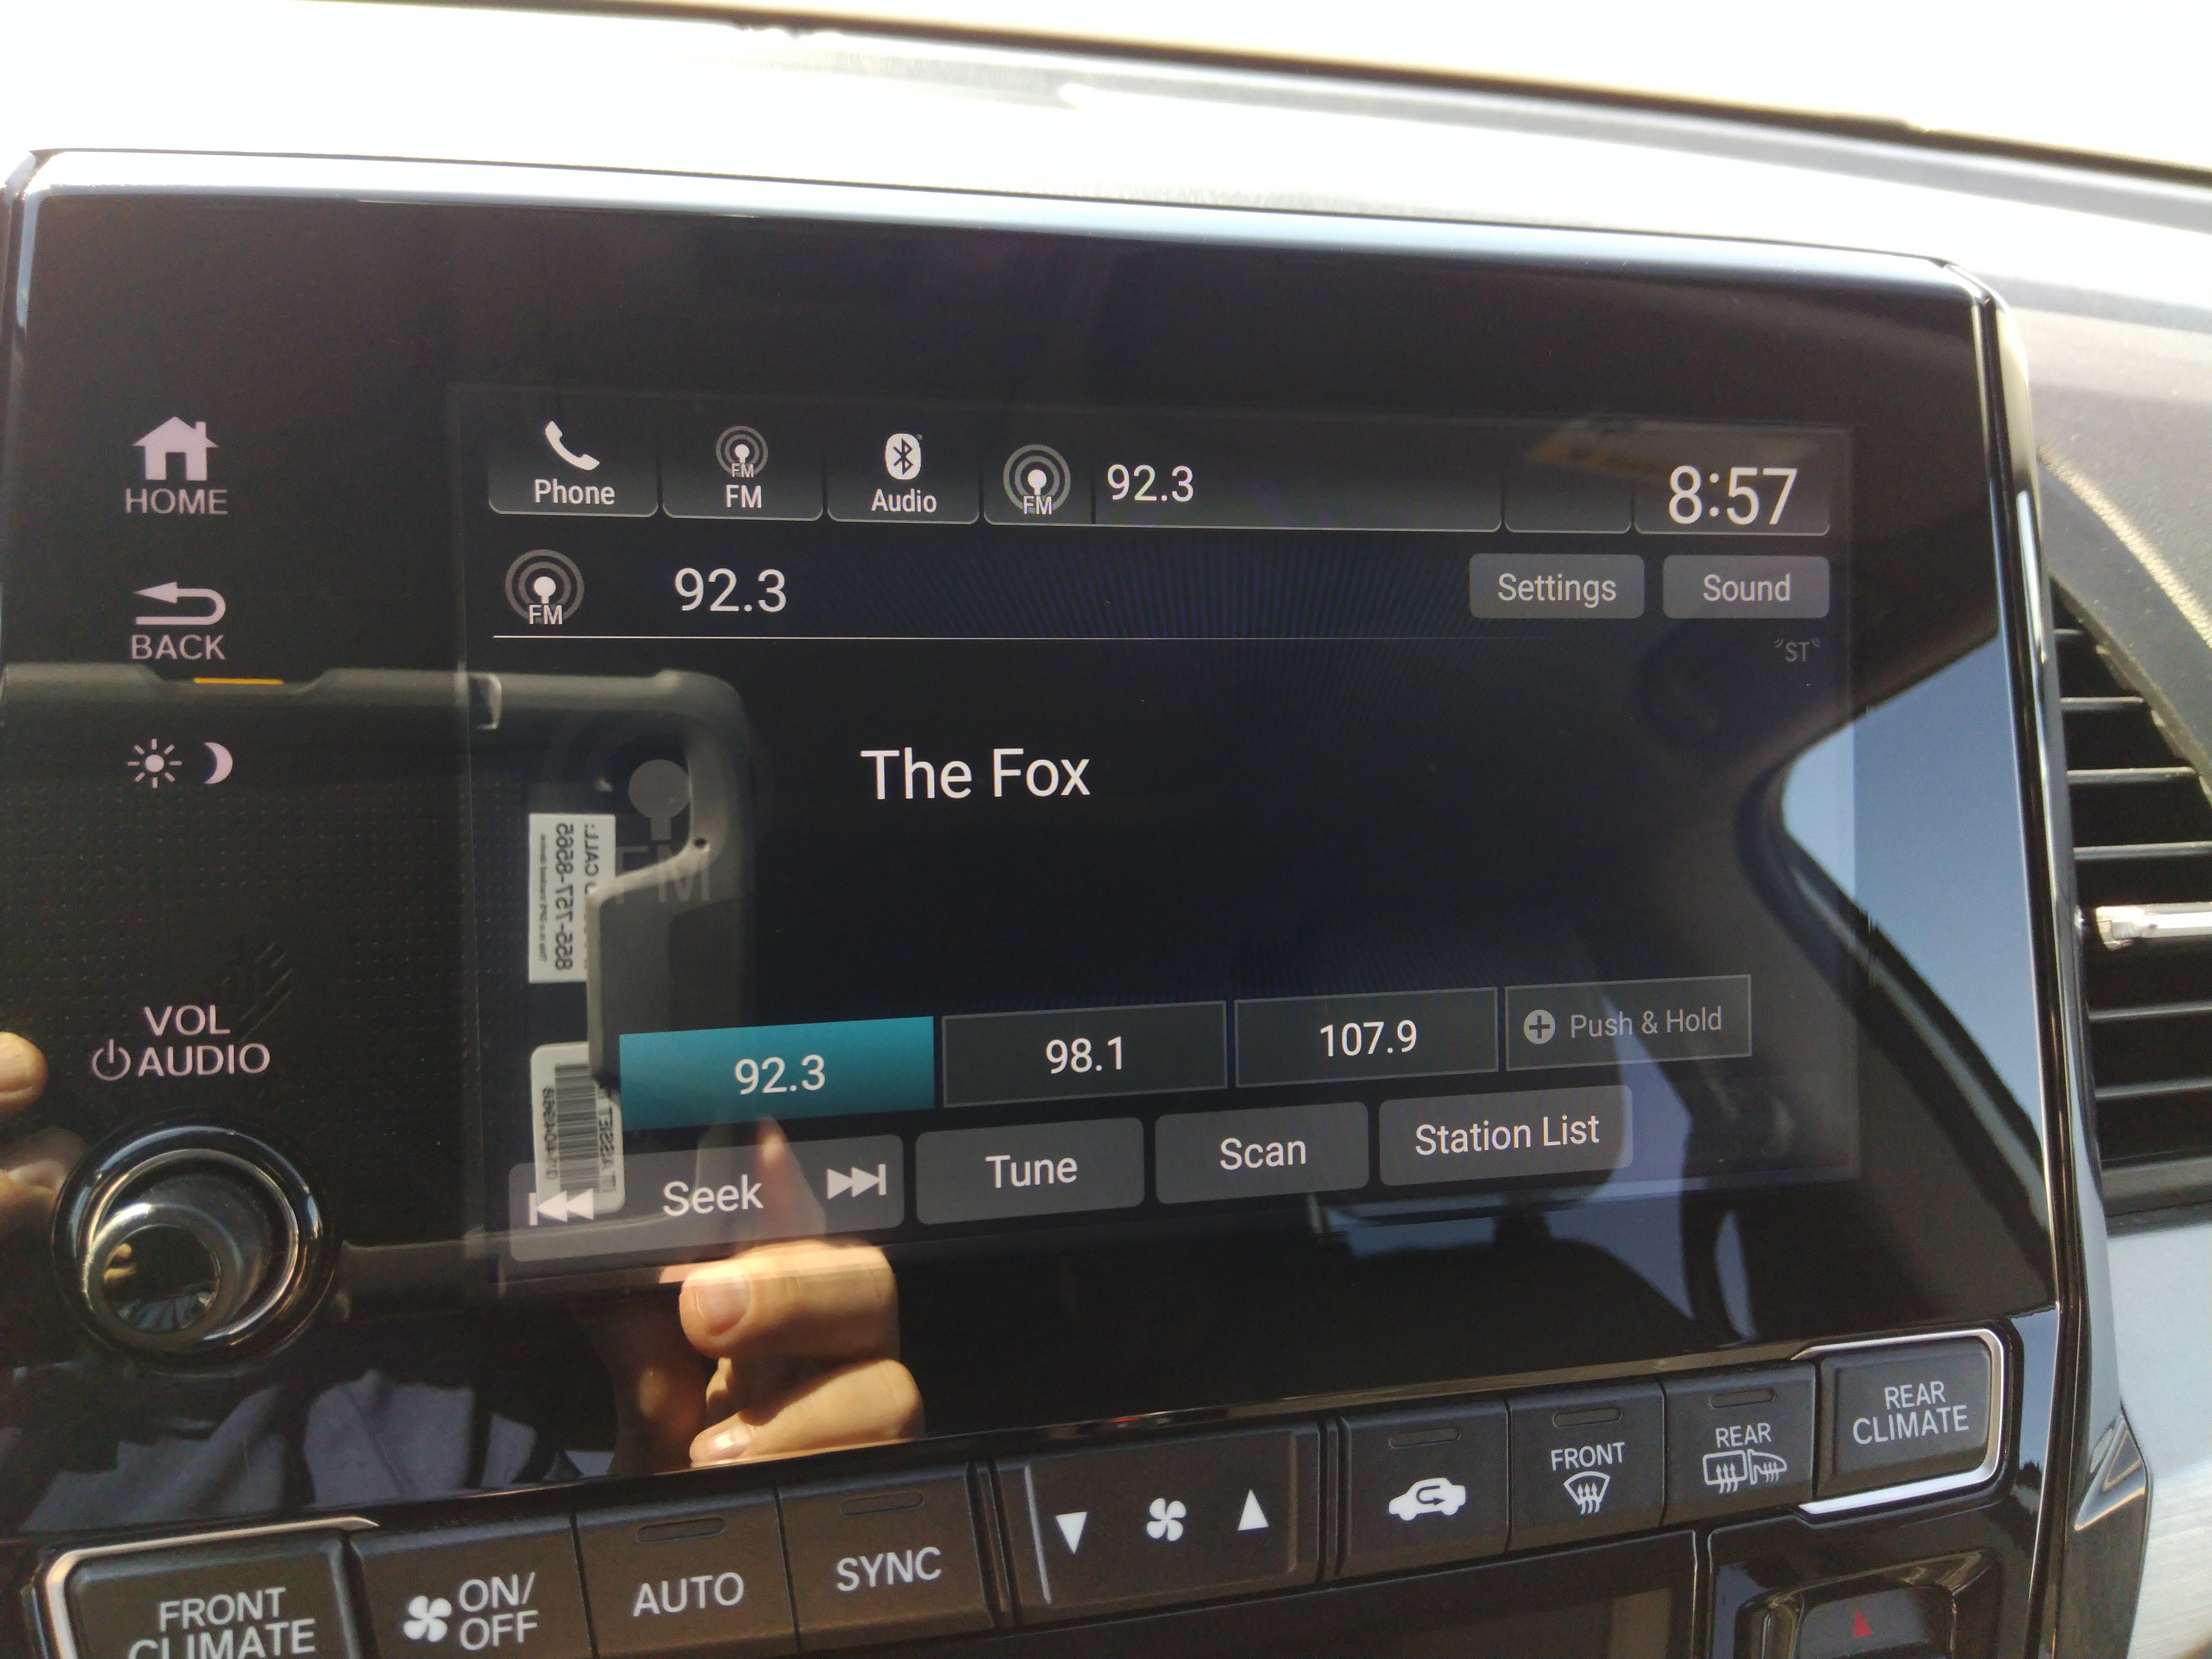 HOME
BACK
VOL
AUDIO
Phone
FM
FM
Audio
FM
92.3
8:57
FM
92.3
Settings
Sound
ST
The Fox
FM
92.3
98.1
107.9
Push & Hold
Seek
Tune
Scan
Station List
FRONT
CLIMATE
ON/
OFF
AUTO
SYNC
FRONT
REAR
REAR
CLIMATE